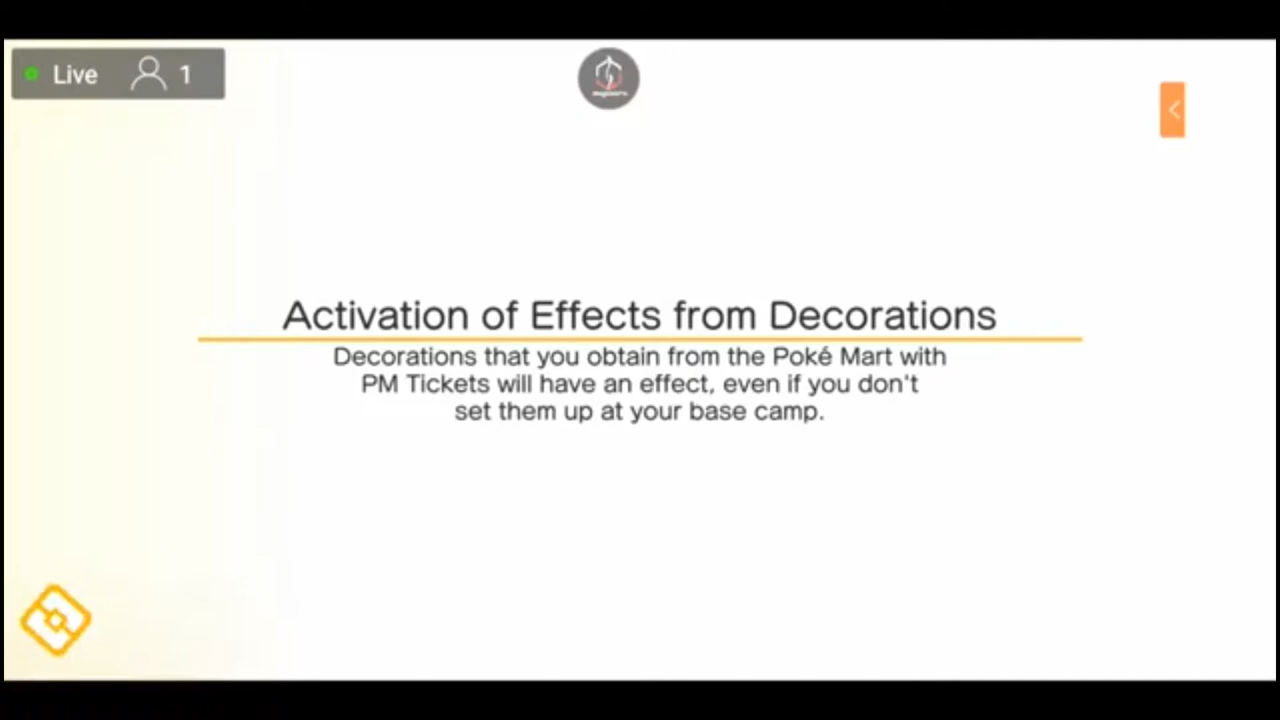 Live 1
Activation of Effects from Decorations
Decorations that you obtain from the Poké Mart with
PM Tickets will have an effect, even if you don't
set them up at your base camp.